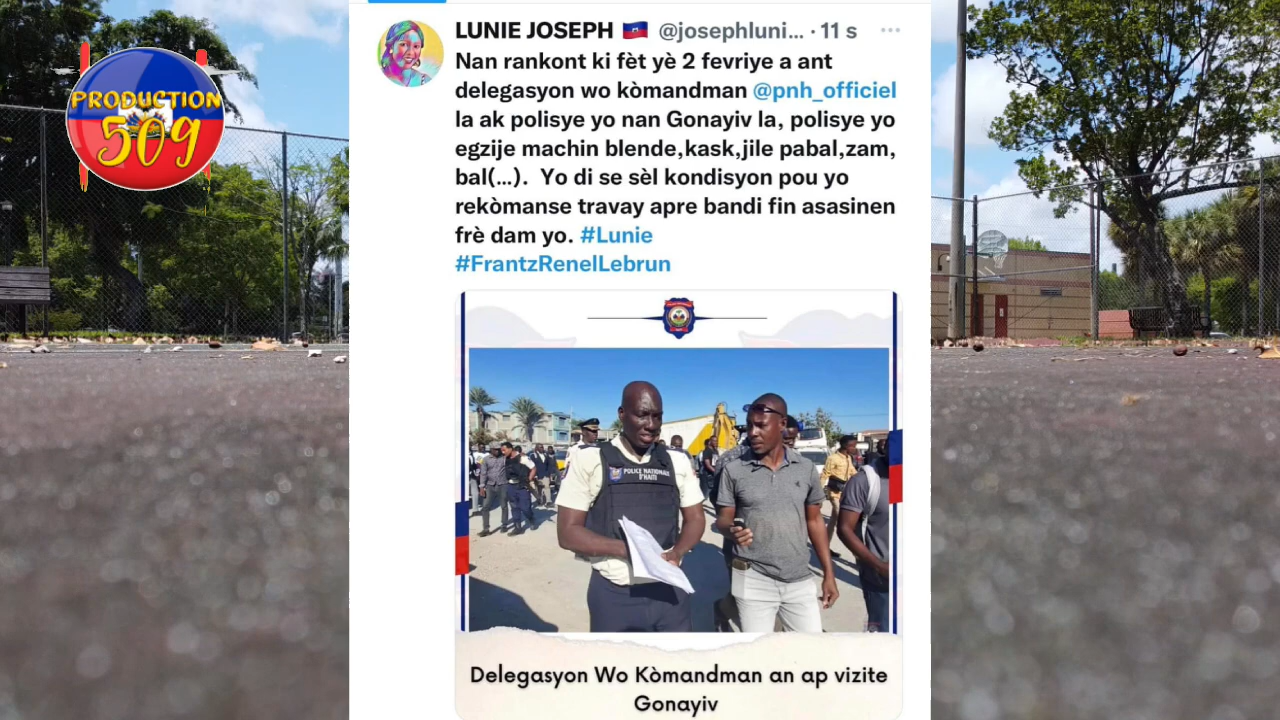 PRODUCTION
509
LUNIE JOSEPH 🇭🇹 @josephluni... · 11 s
Nan rankont ki fèt yè 2 fevriye a ant
delegasyon wo kòmandman @pnh_officiel
la ak polisye yo nan Gonayiv la, polisye yo
egzije machin blende,kask,jile pabal,zam,
bal(...). Yo di se sèl kondisyon pou yo
rekòmanse travay apre bandi fin asasinen
frè dam yo. #Lunie
#FrantzRenelLebrun
POLICE NATIONALE
D'HAITI
Delegasyon Wo Kòmandman an ap vizite
Gonayiv